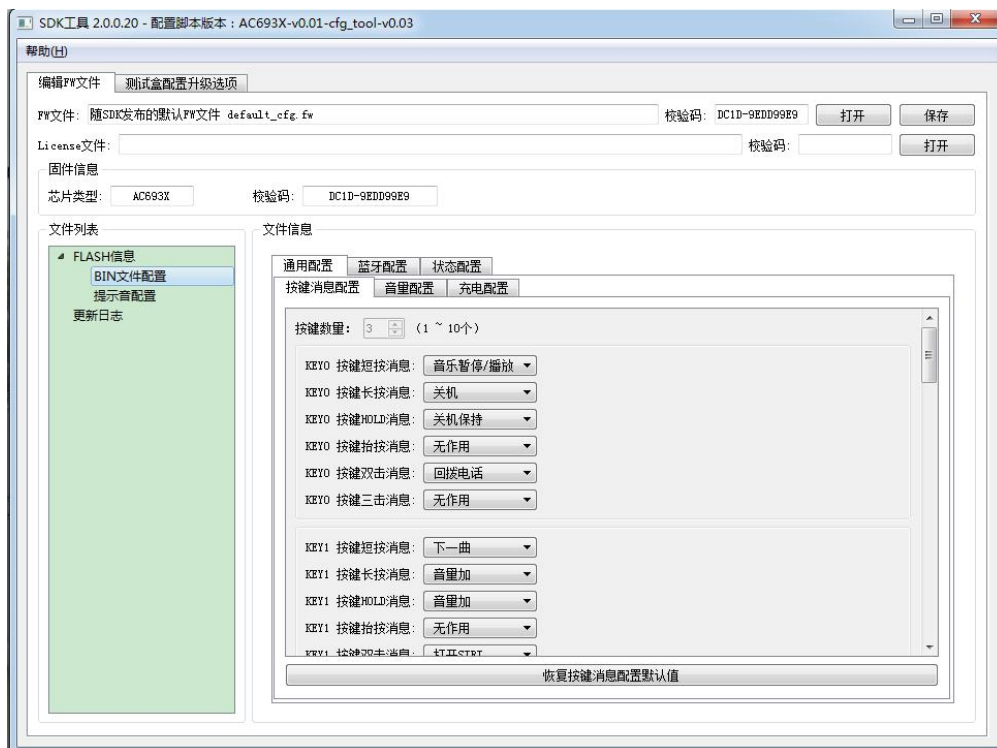 SDK工具 2.0.0.20 - 配置脚本版本：AC693X-v0.01-cfg_tool-v0.03
帮助(H)
编辑FW文件 测试盒配置升级选项
FW文件: 随SDK发布的默认FW文件 default_cfg.fw 校验码: DC1D-9EDD99E9 打开 保存
License文件: 校验码: 打开
固件信息
芯片类型: AC693X 校验码: DC1D-9EDD99E9
文件列表 文件信息
FLASH信息
BIN文件配置
提示音配置
更新日志
通用配置 蓝牙配置 状态配置
按键消息配置 音量配置 充电配置
按键数量: 3 (1 ~ 10个)
KEY0 按键短按消息: 音乐暂停/播放
KEY0 按键长按消息: 关机
KEY0 按键HOLD消息: 关机保持
KEY0 按键抬按消息: 无作用
KEY0 按键双击消息: 回拨电话
KEY0 按键三击消息: 无作用
KEY1 按键短按消息: 下一曲
KEY1 按键长按消息: 音量加
KEY1 按键HOLD消息: 音量加
KEY1 按键抬按消息: 无作用
KEY1 按键双击消息: 打开SIRI
恢复按键消息配置默认值